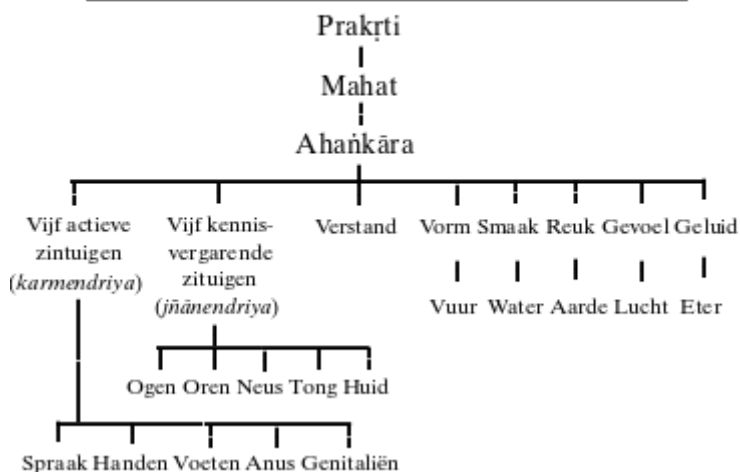 Prakṛti
Mahat
Ahaṅkāra
Vijf actieve zintuigen (karmendriya)
Vijf kennis-vergarende zituigen (jñānendriya)
Verstand
Vorm Smaak Reuk Gevoel Geluid
Vuur Water Aarde Lucht Eter
Ogen Oren Neus Tong Huid
Spraak Handen Voeten Anus Genitaliën